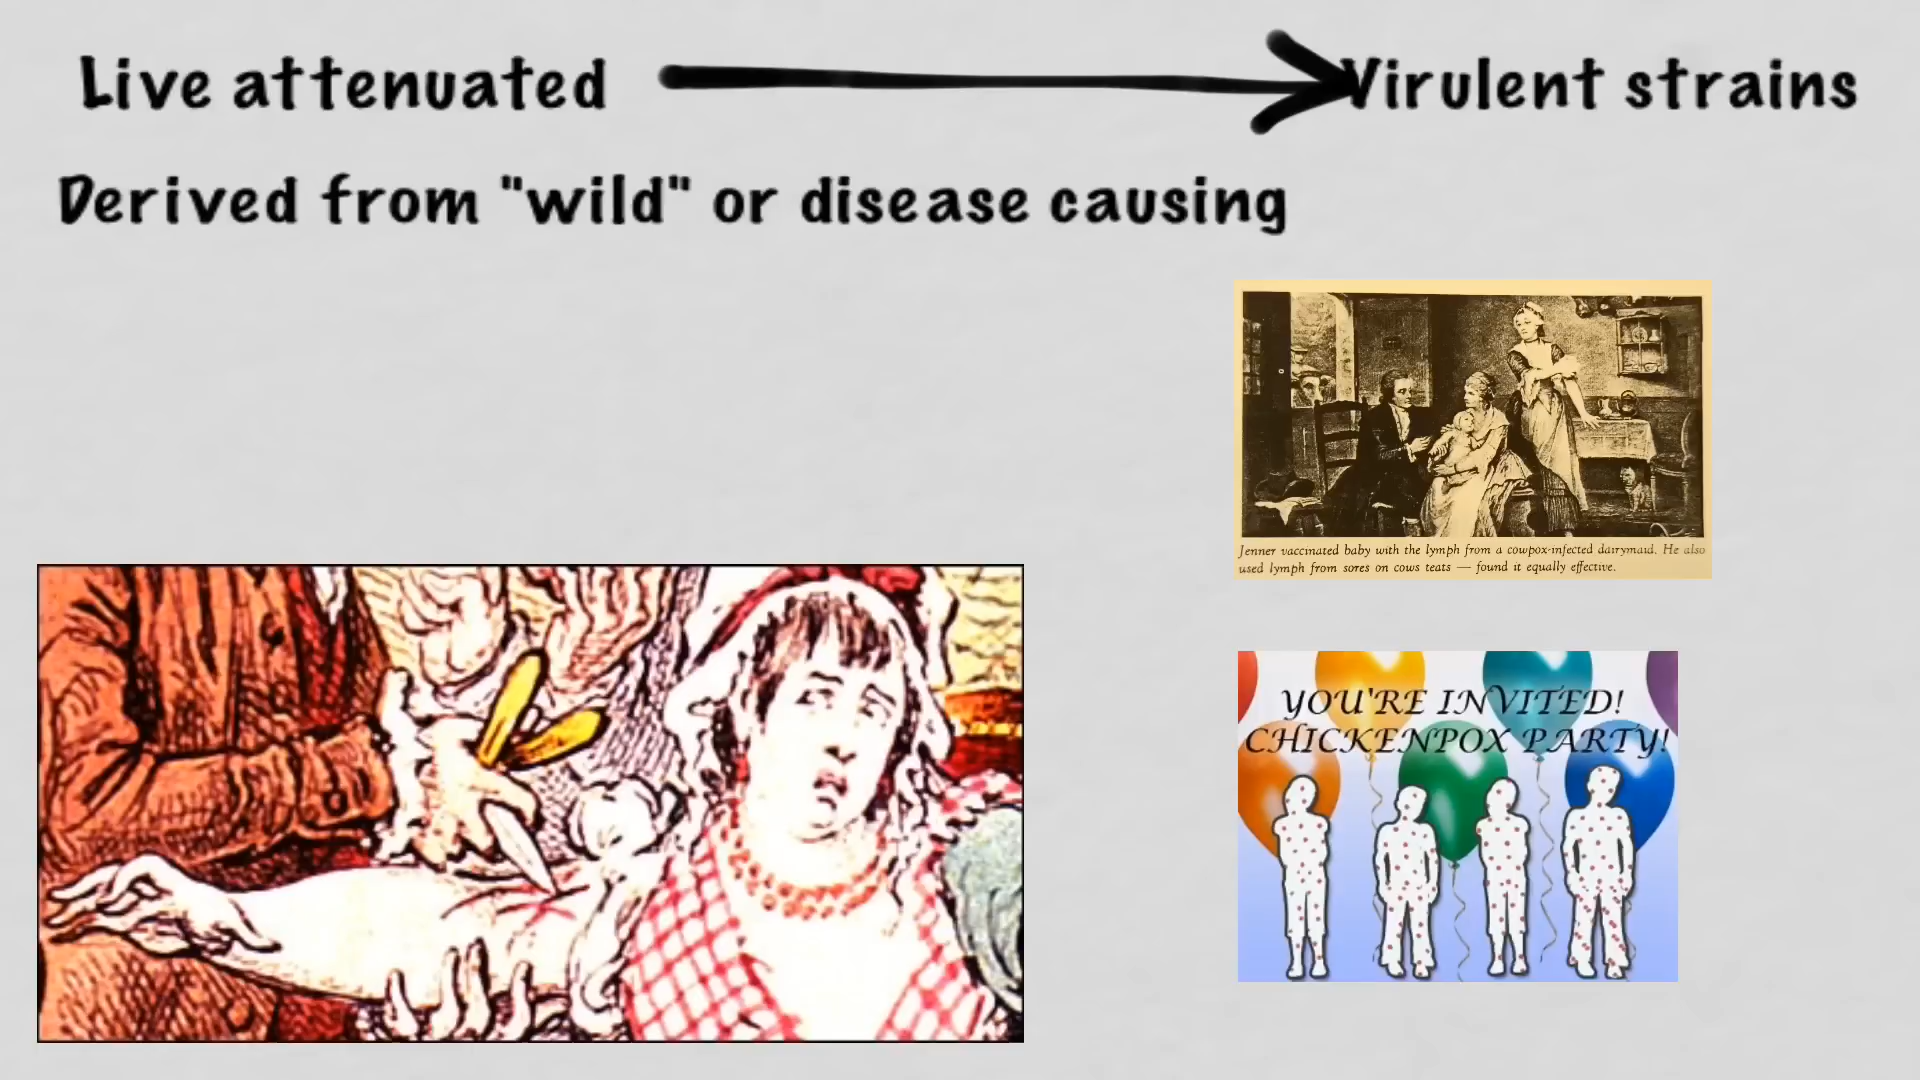 Live attenuated Virulent strains
Derived from "wild" or disease causing
Jenner vaccinated baby with the lymph from a cowpox-infected dairymaid. He also
used lymph from sores on cows teats — found it equally effective.
YOU'RE INVITED!
CHICKENPOX PARTY!